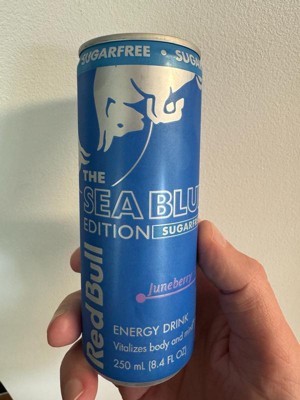 SUGARFREE • SUGAR
THE
SEA BLU
EDITION SUGARFR
Juneberry
Red Bull
ENERGY DRINK
Vitalizes body and
250 ml (8.4 Fl OZ)